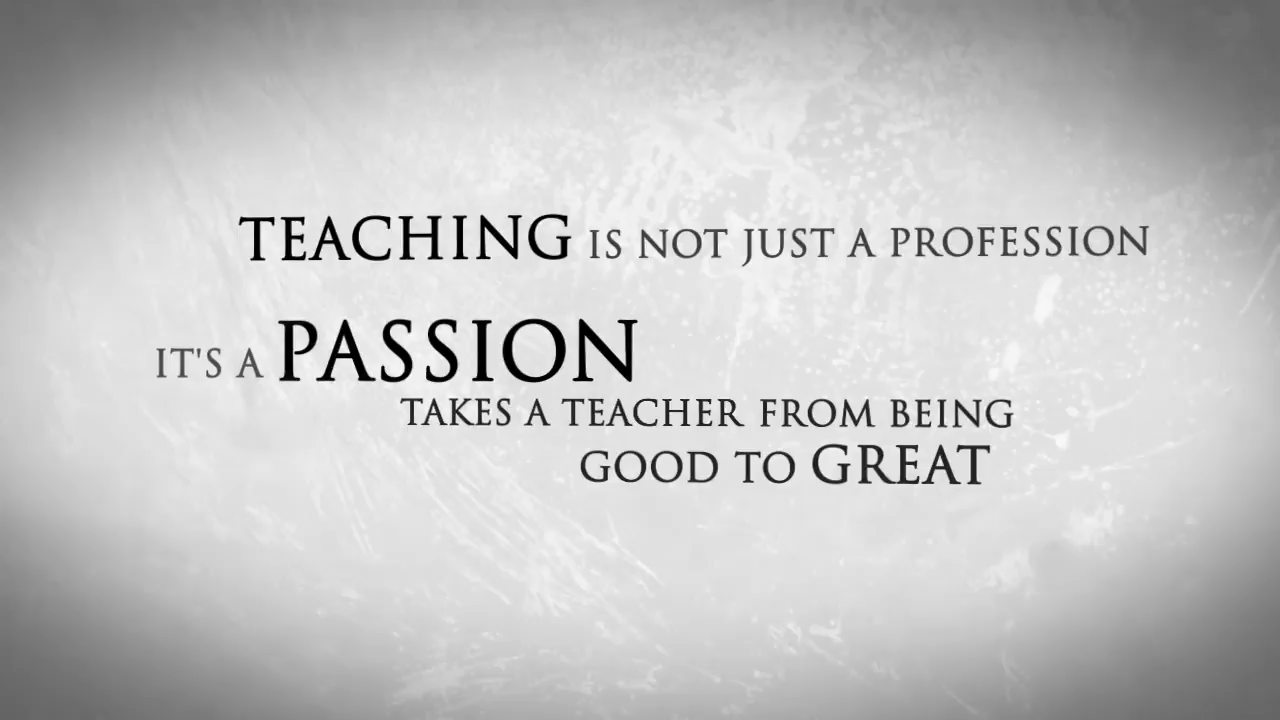 TEACHING IS NOT JUST A PROFESSION
IT'S A PASSION
TAKES A TEACHER FROM BEING
GOOD TO GREAT